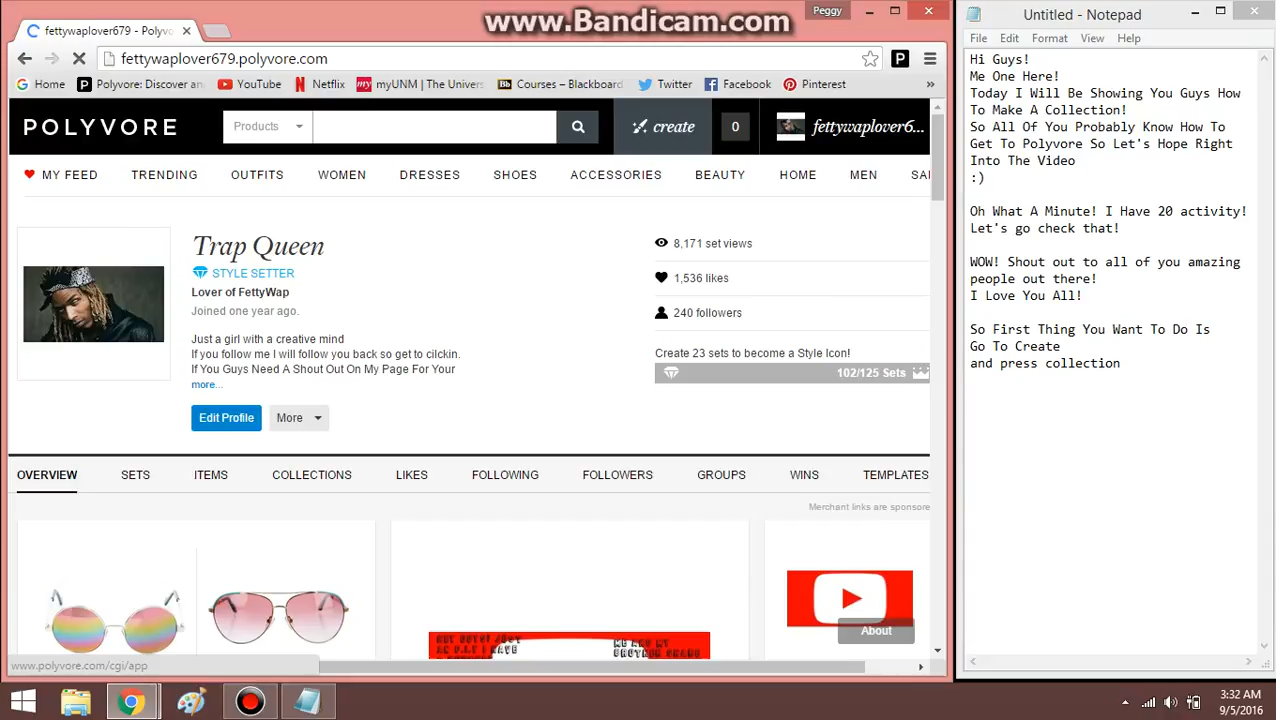 www.Bandicam.com
Peggy
fettywaplover679 - Polyvo
fettywaplover679.polyvore.com
Home
Polyvore: Discover an
YouTube
Netflix
myUNM | The Univers
Courses – Blackboard
Twitter
Facebook
Pinterest
POLYVORE
Products
create
0
fettywaplover6...
MY FEED
TRENDING
OUTFITS
WOMEN
DRESSES
SHOES
ACCESSORIES
BEAUTY
HOME
MEN
SAL
Trap Queen
STYLE SETTER
Lover of FettyWap
Joined one year ago.
Just a girl with a creative mind
If you follow me I will follow you back so get to cilckin.
If You Guys Need A Shout Out On My Page For Your
more...
Edit Profile
More
8,171 set views
1,536 likes
240 followers
Create 23 sets to become a Style Icon!
102/125 Sets
OVERVIEW
SETS
ITEMS
COLLECTIONS
LIKES
FOLLOWING
FOLLOWERS
GROUPS
WINS
TEMPLATES
Merchant links are sponsore
About
www.polyvore.com/cgi/app
Untitled - Notepad
File Edit Format View Help
Hi Guys!
Me One Here!
Today I Will Be Showing You Guys How
To Make A Collection!
So All Of You Probably Know How To
Get To Polyvore So Let's Hope Right
Into The Video
:)
Oh What A Minute! I Have 20 activity!
Let's go check that!
WOW! Shout out to all of you amazing
people out there!
I Love You All!
So First Thing You Want To Do Is
Go To Create
and press collection
3:32 AM
9/5/2016